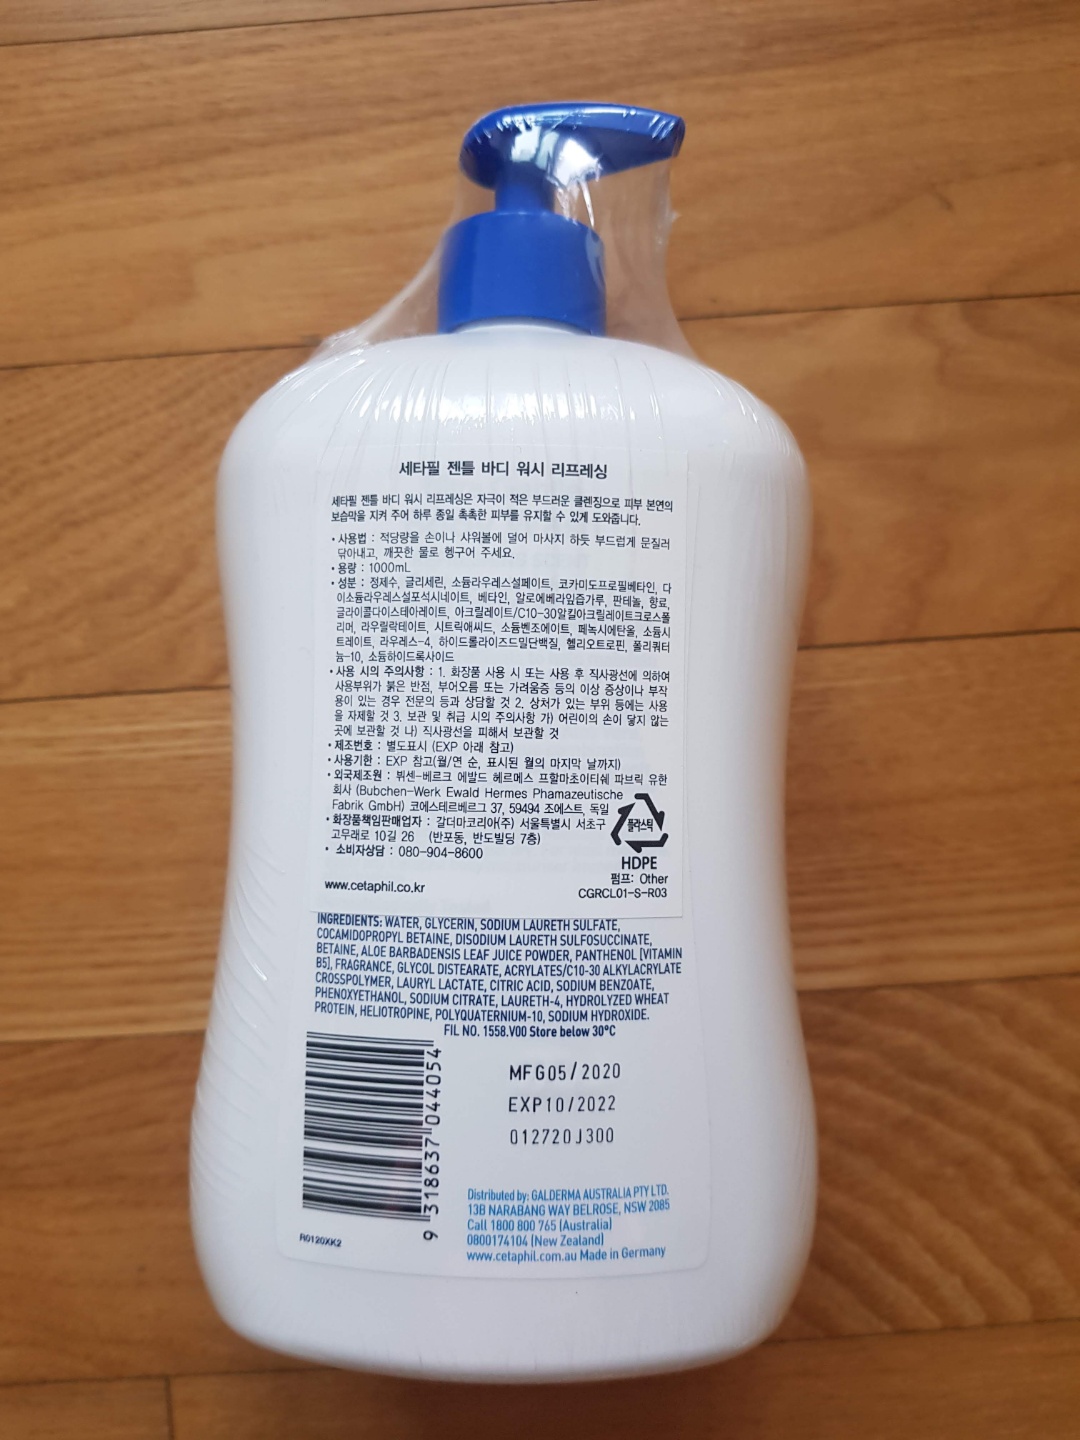 세타필 젠틀 바디 워시 리프레싱
세타필 젠틀 바디 워시 리프레싱은 자극이 적은 부드러운 클렌징으로 피부 본연의
보습막을 지켜 주어 하루 종일 촉촉한 피부를 유지할 수 있게 도와줍니다.
• 사용법 : 적당량을 손이나 샤워볼에 덜어 마사지 하듯 부드럽게 문질러
닦아내고, 깨끗한 물로 헹구어 주세요.
• 용량 : 1000mL
• 성분 : 정제수, 글리세린, 소듐라우레스설페이트, 코카미도프로필베타인, 다
이소듐라우레스설포석시네이트, 베타인, 알로에베라잎즙가루, 판테놀, 향료,
글라이콜다이스테아레이트, 아크릴레이트/C10-30알킬아크릴레이트크로스폴
리머, 라우릴락테이트, 시트릭애씨드, 소듐벤조에이트, 페녹시에탄올, 소듐시
트레이트, 라우레스-4, 하이드롤라이즈드밀단백질, 헬리오트로핀, 폴리쿼터
늄-10, 소듐하이드록사이드
• 사용 시의 주의사항 : 1. 화장품 사용 시 또는 사용 후 직사광선에 의하여
사용부위가 붉은 반점, 부어오름 또는 가려움증 등의 이상 증상이나 부작
용이 있는 경우 전문의 등과 상담할 것 2. 상처가 있는 부위 등에는 사용
을 자제할 것 3. 보관 및 취급 시의 주의사항 가) 어린이의 손이 닿지 않는
곳에 보관할 것 나) 직사광선을 피해서 보관할 것
• 제조번호 : 별도표시 (EXP 아래 참고)
• 사용기한 : EXP 참고(월/연 순, 표시된 월의 마지막 날까지)
• 외국제조원 : 뷔센-베르크 에발드 헤르메스 프할마쵸이티쉐 파브릭 유한
회사 (Bubchen-Werk Ewald Hermes Phamazeutische
Fabrik GmbH) 코에스테르베르그 37, 59494 조에스트, 독일
• 화장품책임판매업자 : 갈더마코리아(주) 서울특별시 서초구
고무래로 10길 26 (반포동, 반도빌딩 7층)
• 소비자상담 : 080-904-8600
플라스틱
HDPE
펌프: Other
www.cetaphil.co.kr
CGRCL01-S-R03
INGREDIENTS: WATER, GLYCERIN, SODIUM LAURETH SULFATE,
COCAMIDOPROPYL BETAINE, DISODIUM LAURETH SULFOSUCCINATE,
BETAINE, ALOE BARBADENSIS LEAF JUICE POWDER, PANTHENOL [VITAMIN
B5], FRAGRANCE, GLYCOL DISTEARATE, ACRYLATES/C10-30 ALKYLACRYLATE
CROSSPOLYMER, LAURYL LACTATE, CITRIC ACID, SODIUM BENZOATE,
PHENOXYETHANOL, SODIUM CITRATE, LAURETH-4, HYDROLYZED WHEAT
PROTEIN, HELIOTROPINE, POLYQUATERNIUM-10, SODIUM HYDROXIDE.
FIL NO. 1558.V00 Store below 30°C
9 318637 044054
MFG05/2020
EXP10/2022
012720J300
Distributed by: GALDERMA AUSTRALIA PTY LTD.
13B NARABANG WAY BELROSE, NSW 2085
Call 1800 800 765 (Australia)
0800174104 (New Zealand)
www.cetaphil.com.au Made in Germany
R0120XK2